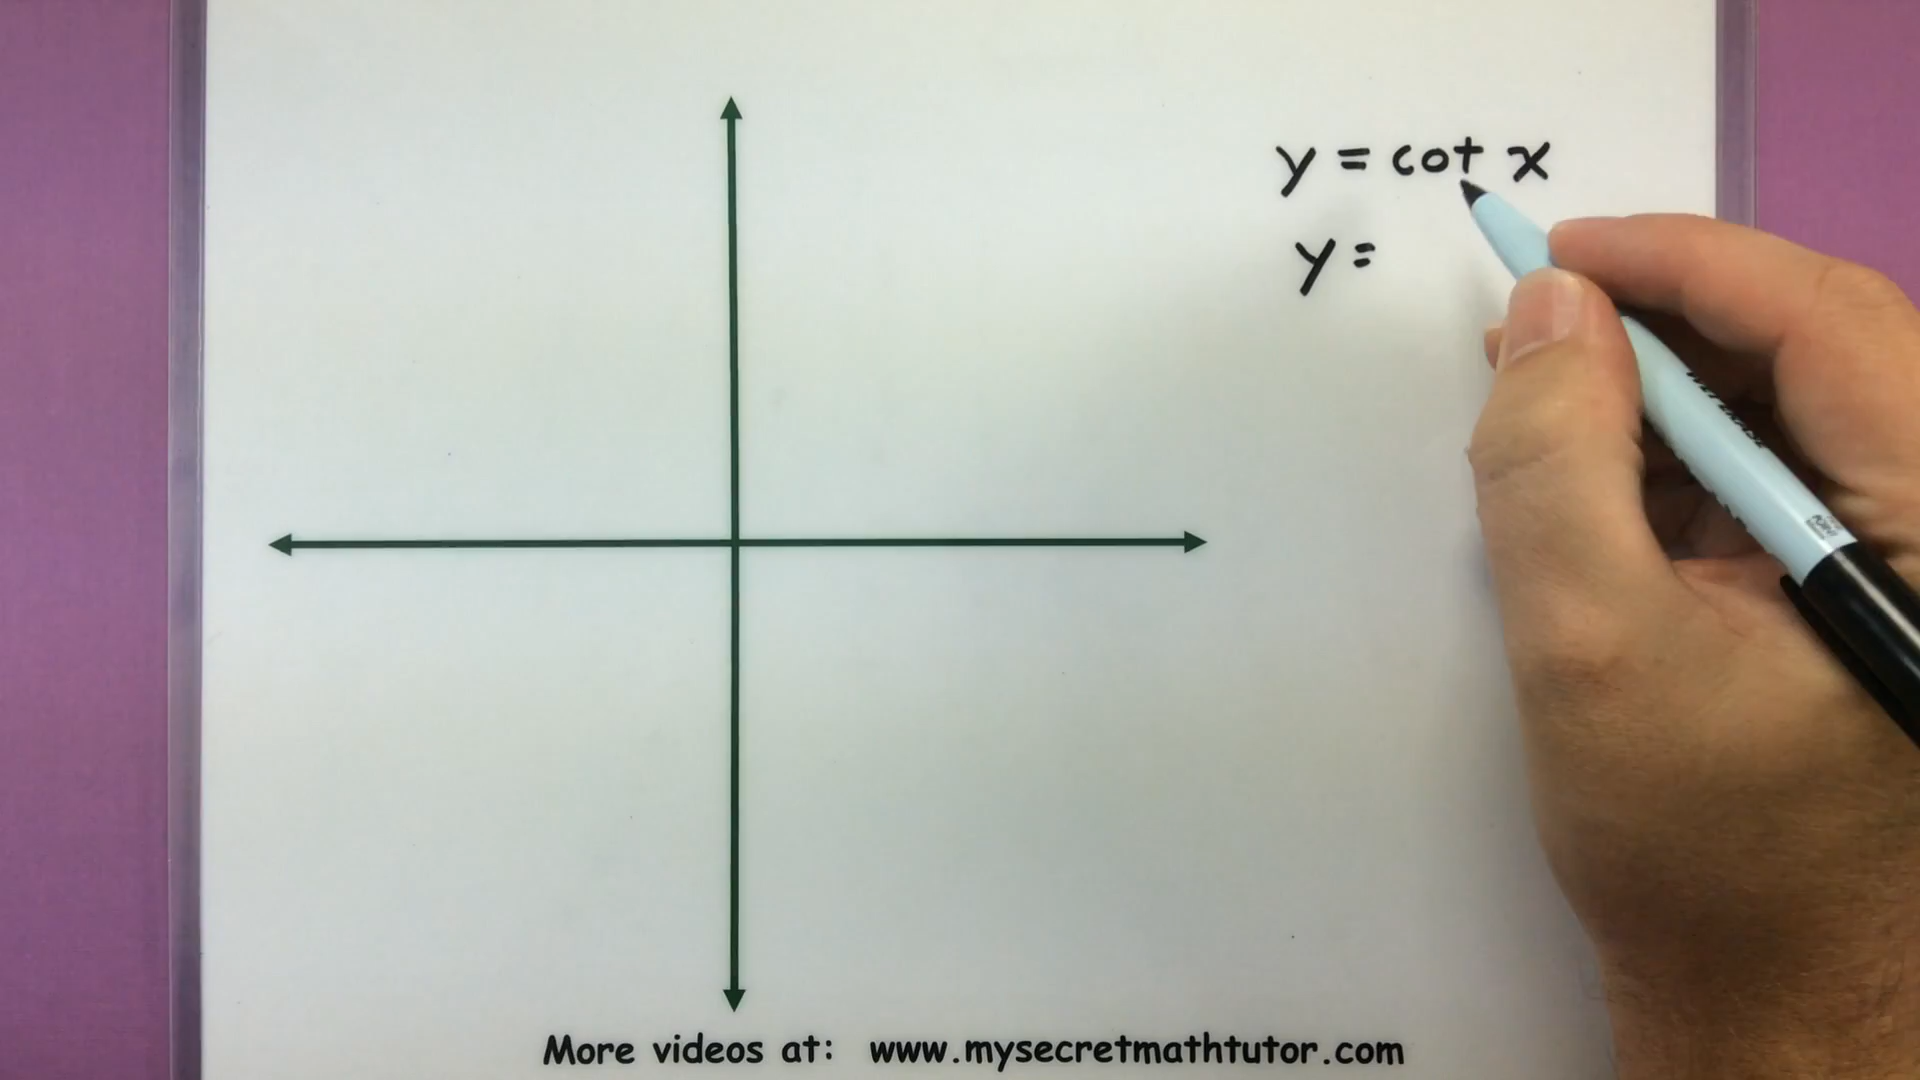 y = cot x
y =
More videos at: www.mysecretmathtutor.com